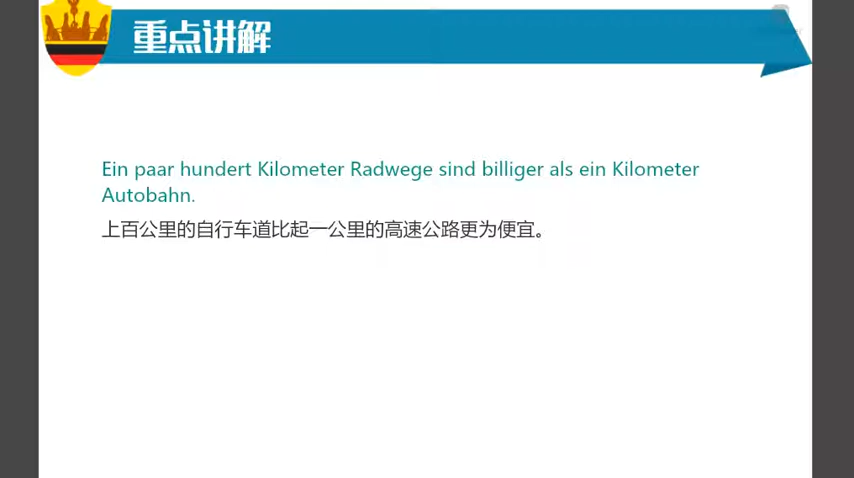 重点讲解
Ein paar hundert Kilometer Radwege sind billiger als ein Kilometer
Autobahn.
上百公里的自行车道比起一公里的高速公路更为便宜。